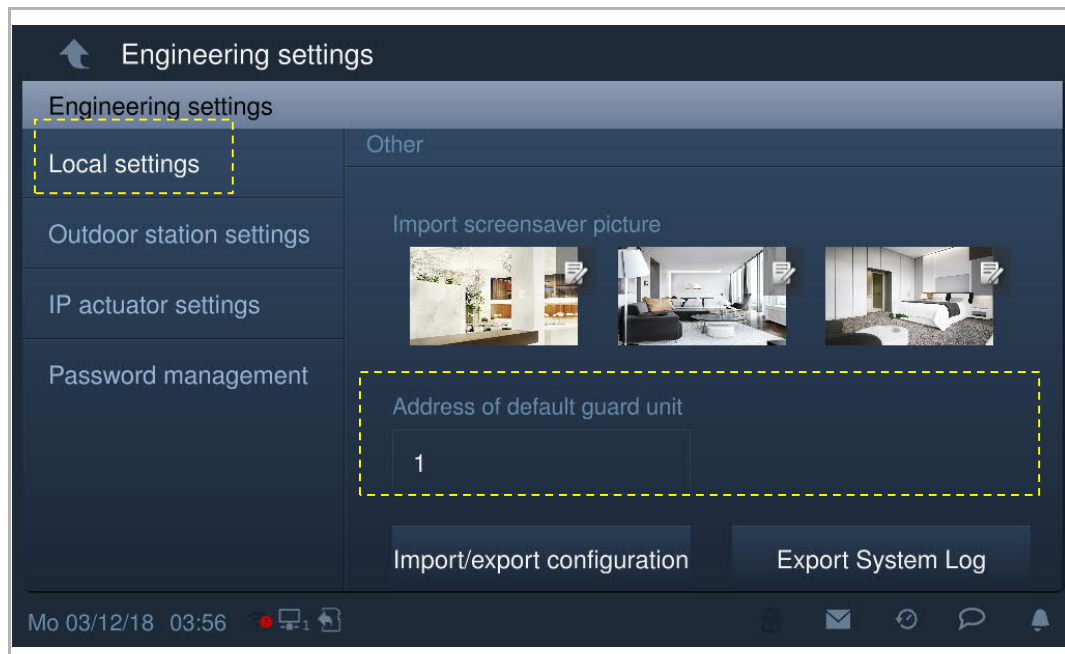 Engineering settings
Engineering settings
Local settings
Other
Outdoor station settings
Import screensaver picture
IP actuator settings
Password management
Address of default guard unit
1
Import/export configuration
Export System Log
Mo 03/12/18 03:56
1